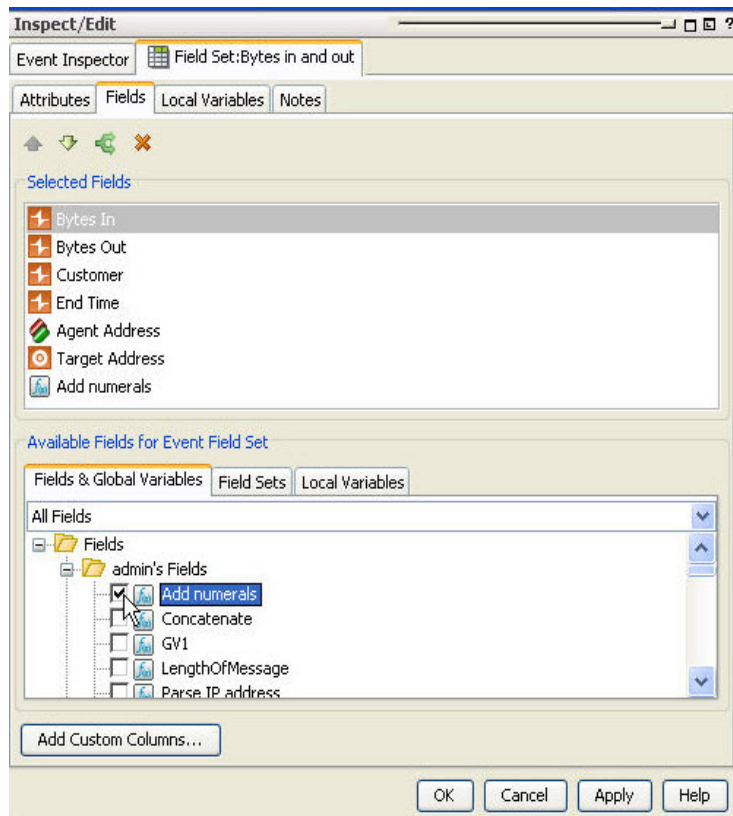 Inspect/Edit ?
Event Inspector Field Set:Bytes in and out
Attributes Fields Local Variables Notes
Selected Fields
Bytes In
Bytes Out
Customer
End Time
Agent Address
Target Address
Add numerals
Available Fields for Event Field Set
Fields & Global Variables Field Sets Local Variables
All Fields
Fields
admin's Fields
Add numerals
Concatenate
GV1
LengthOfMessage
Parse IP address
Add Custom Columns...
OK Cancel Apply Help